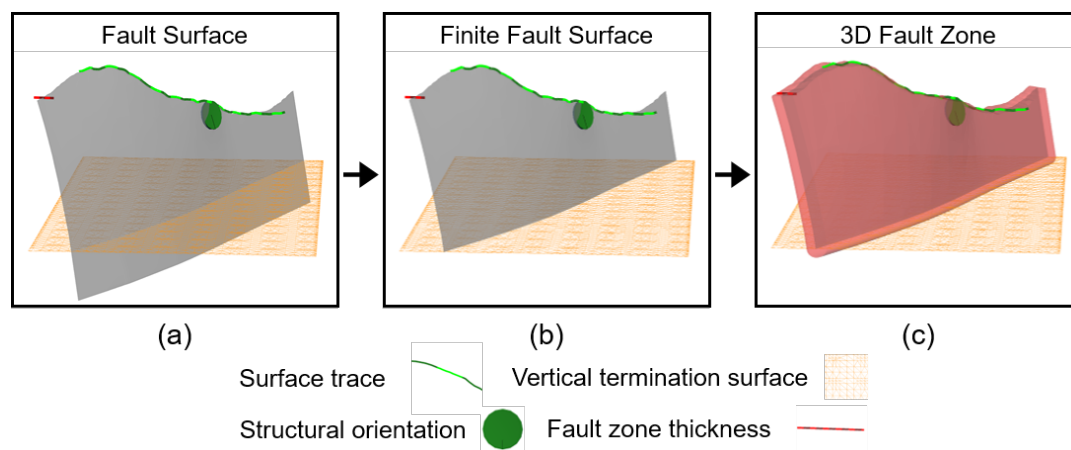 Fault Surface
Finite Fault Surface
3D Fault Zone
(a)
(b)
(c)
Surface trace
Vertical termination surface
Structural orientation
Fault zone thickness